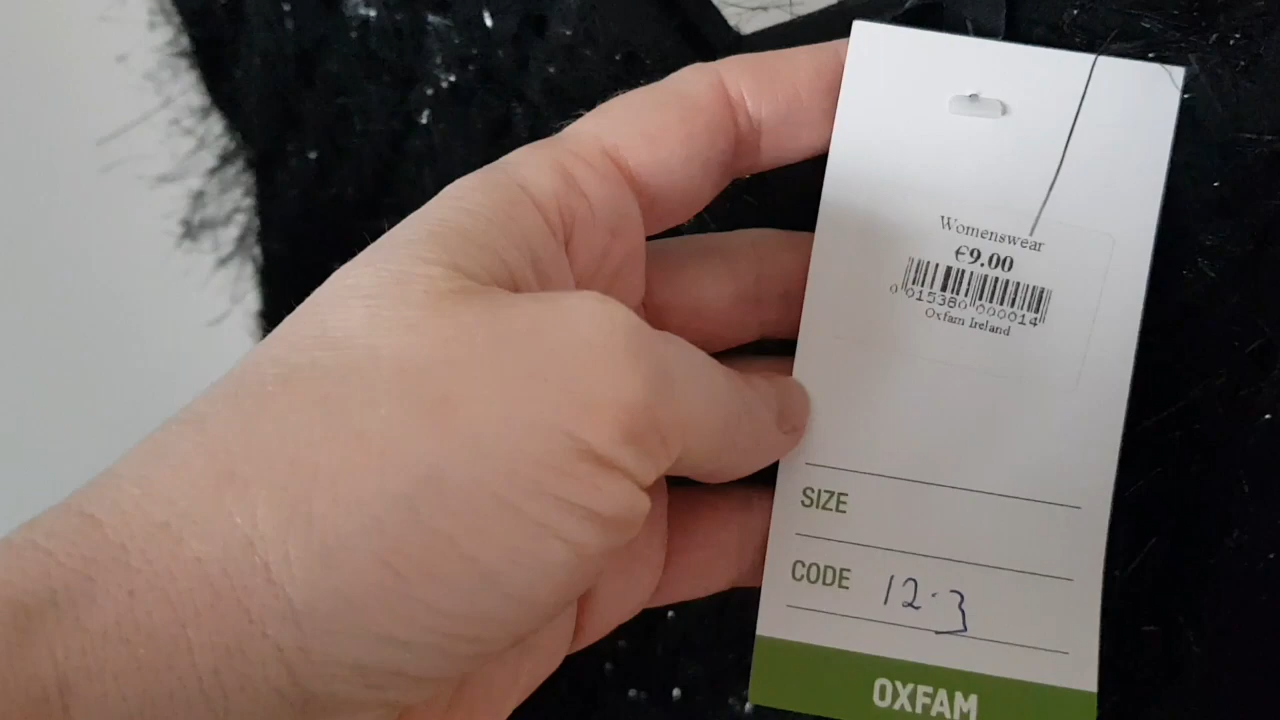 Womenswear
€9.00
0 015380 000014
Oxfam Ireland
SIZE
CODE 12.3
OXFAM